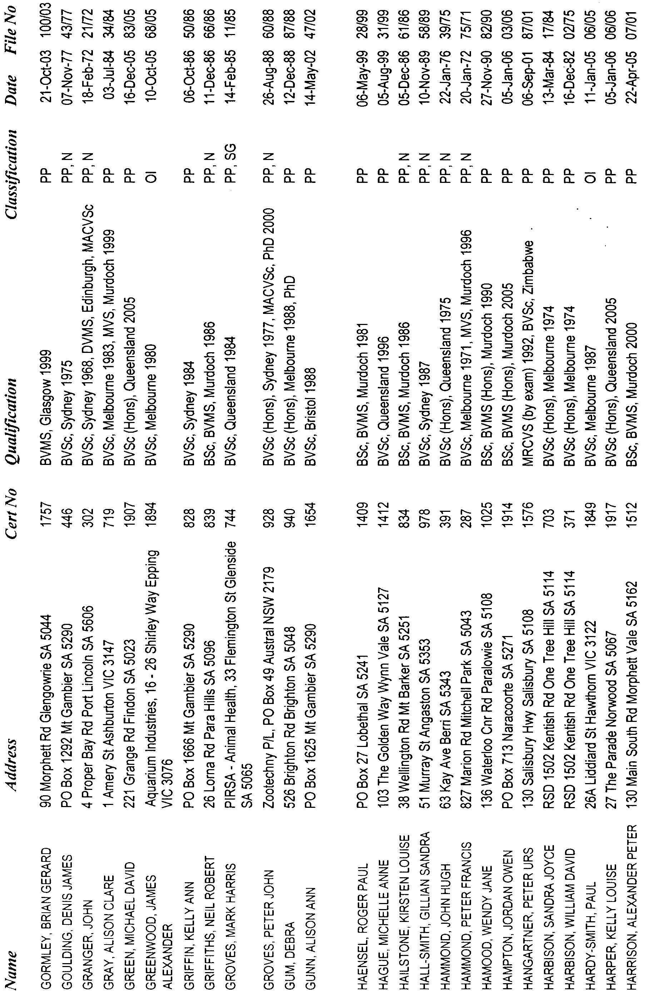 Name Address Cert No Qualification Classification Date File No
GORMLEY, BRIAN GERARD 90 Morphett Rd Glengowrie SA 5044 1757 BVMS, Glasgow 1999 PP 21-Oct-03 100/03
GOULDING, DENIS JAMES PO Box 1292 Mt Gambier SA 5290 446 BVSc, Sydney 1975 PP, N 07-Nov-77 43/77
GRANGER, JOHN 4 Proper Bay Rd Port Lincoln SA 5606 302 BVSc, Sydney 1968, DVMS, Edinburgh, MACVSc PP, N 18-Feb-72 21/72
GRAY, ALISON CLARE 1 Amery St Ashburton VIC 3147 719 BVSc, Melbourne 1983, MVS, Murdoch 1999 PP 03-Jul-84 34/84
GREEN, MICHAEL DAVID 221 Grange Rd Findon SA 5023 1907 BVSc (Hons), Queensland 2005 PP 16-Dec-05 83/05
GREENWOOD, JAMES Aquarium Industries, 16 - 26 Shirley Way Epping 1894 BVSc, Melbourne 1980 OI 10-Oct-05 68/05
ALEXANDER VIC 3076
GRIFFIN, KELLY ANN PO Box 1666 Mt Gambier SA 5290 828 BVSc, Sydney 1984 PP 06-Oct-86 50/86
GRIFFITHS, NEIL ROBERT 26 Lorna Rd Para Hills SA 5096 839 BSc, BVMS, Murdoch 1986 PP, N 11-Dec-86 66/86
GROVES, MARK HARRIS PIRSA - Animal Health, 33 Flemington St Glenside 744 BVSc, Queensland 1984 PP, SG 14-Feb-85 11/85
SA 5065
GROVES, PETER JOHN Zootechny P/L, PO Box 49 Austral NSW 2179 928 BVSc (Hons), Sydney 1977, MACVSc, PhD 2000 PP, N 26-Aug-88 60/88
GUM, DEBRA 526 Brighton Rd Brighton SA 5048 940 BVSc (Hons), Melbourne 1988, PhD PP 12-Dec-88 87/88
GUNN, ALISON ANN PO Box 1625 Mt Gambier SA 5290 1654 BVSc, Bristol 1988 PP 14-May-02 47/02
HAENSEL, ROGER PAUL PO Box 27 Lobethal SA 5241 1409 BSc, BVMS, Murdoch 1981 PP 06-May-99 28/99
HAGUE, MICHELLE ANNE 103 The Golden Way Wynn Vale SA 5127 1412 BVSc, Queensland 1996 PP 05-Aug-99 31/99
HAILSTONE, KIRSTEN LOUISE 38 Wellington Rd Mt Barker SA 5251 834 BSc, BVMS, Murdoch 1986 PP, N 05-Dec-86 61/86
HALL-SMITH, GILLIAN SANDRA 51 Murray St Angaston SA 5353 978 BVSc, Sydney 1987 PP, N 10-Nov-89 58/89
HAMMOND, JOHN HUGH 63 Kay Ave Berri SA 5343 391 BVSc (Hons), Queensland 1975 PP, N 22-Jan-76 39/75
HAMMOND, PETER FRANCIS 827 Marion Rd Mitchell Park SA 5043 287 BVSc, Melbourne 1971, MVS, Murdoch 1996 PP, N 20-Jan-72 75/71
HAMOOD, WENDY JANE 136 Waterloo Cnr Rd Paralowie SA 5108 1025 BSc, BVMS (Hons), Murdoch 1990 PP 27-Nov-90 82/90
HAMPTON, JORDAN OWEN PO Box 713 Naracoorte SA 5271 1914 BSc, BVMS (Hons), Murdoch 2005 PP 05-Jan-06 03/06
HANGARTNER, PETER URS 130 Salisbury Hwy Salisbury SA 5108 1576 MRCVS (by exam) 1992, BVSc, Zimbabwe PP 06-Sep-01 87/01
HARBISON, SANDRA JOYCE RSD 1502 Kentish Rd One Tree Hill SA 5114 703 BVSc (Hons), Melbourne 1974 PP 13-Mar-84 17/84
HARBISON, WILLIAM DAVID RSD 1502 Kentish Rd One Tree Hill SA 5114 371 BVSc (Hons), Melbourne 1974 PP 16-Dec-82 02/75
HARDY-SMITH, PAUL 26A Liddiard St Hawthorn VIC 3122 1849 BVSc, Melbourne 1987 OI 11-Jan-05 06/05
HARPER, KELLY LOUISE 27 The Parade Norwood SA 5067 1917 BVSc (Hons), Queensland 2005 PP 05-Jan-06 06/06
HARRISON, ALEXANDER PETER 130 Main South Rd Morphett Vale SA 5162 1512 BSc, BVMS, Murdoch 2000 PP 22-Apr-05 07/01